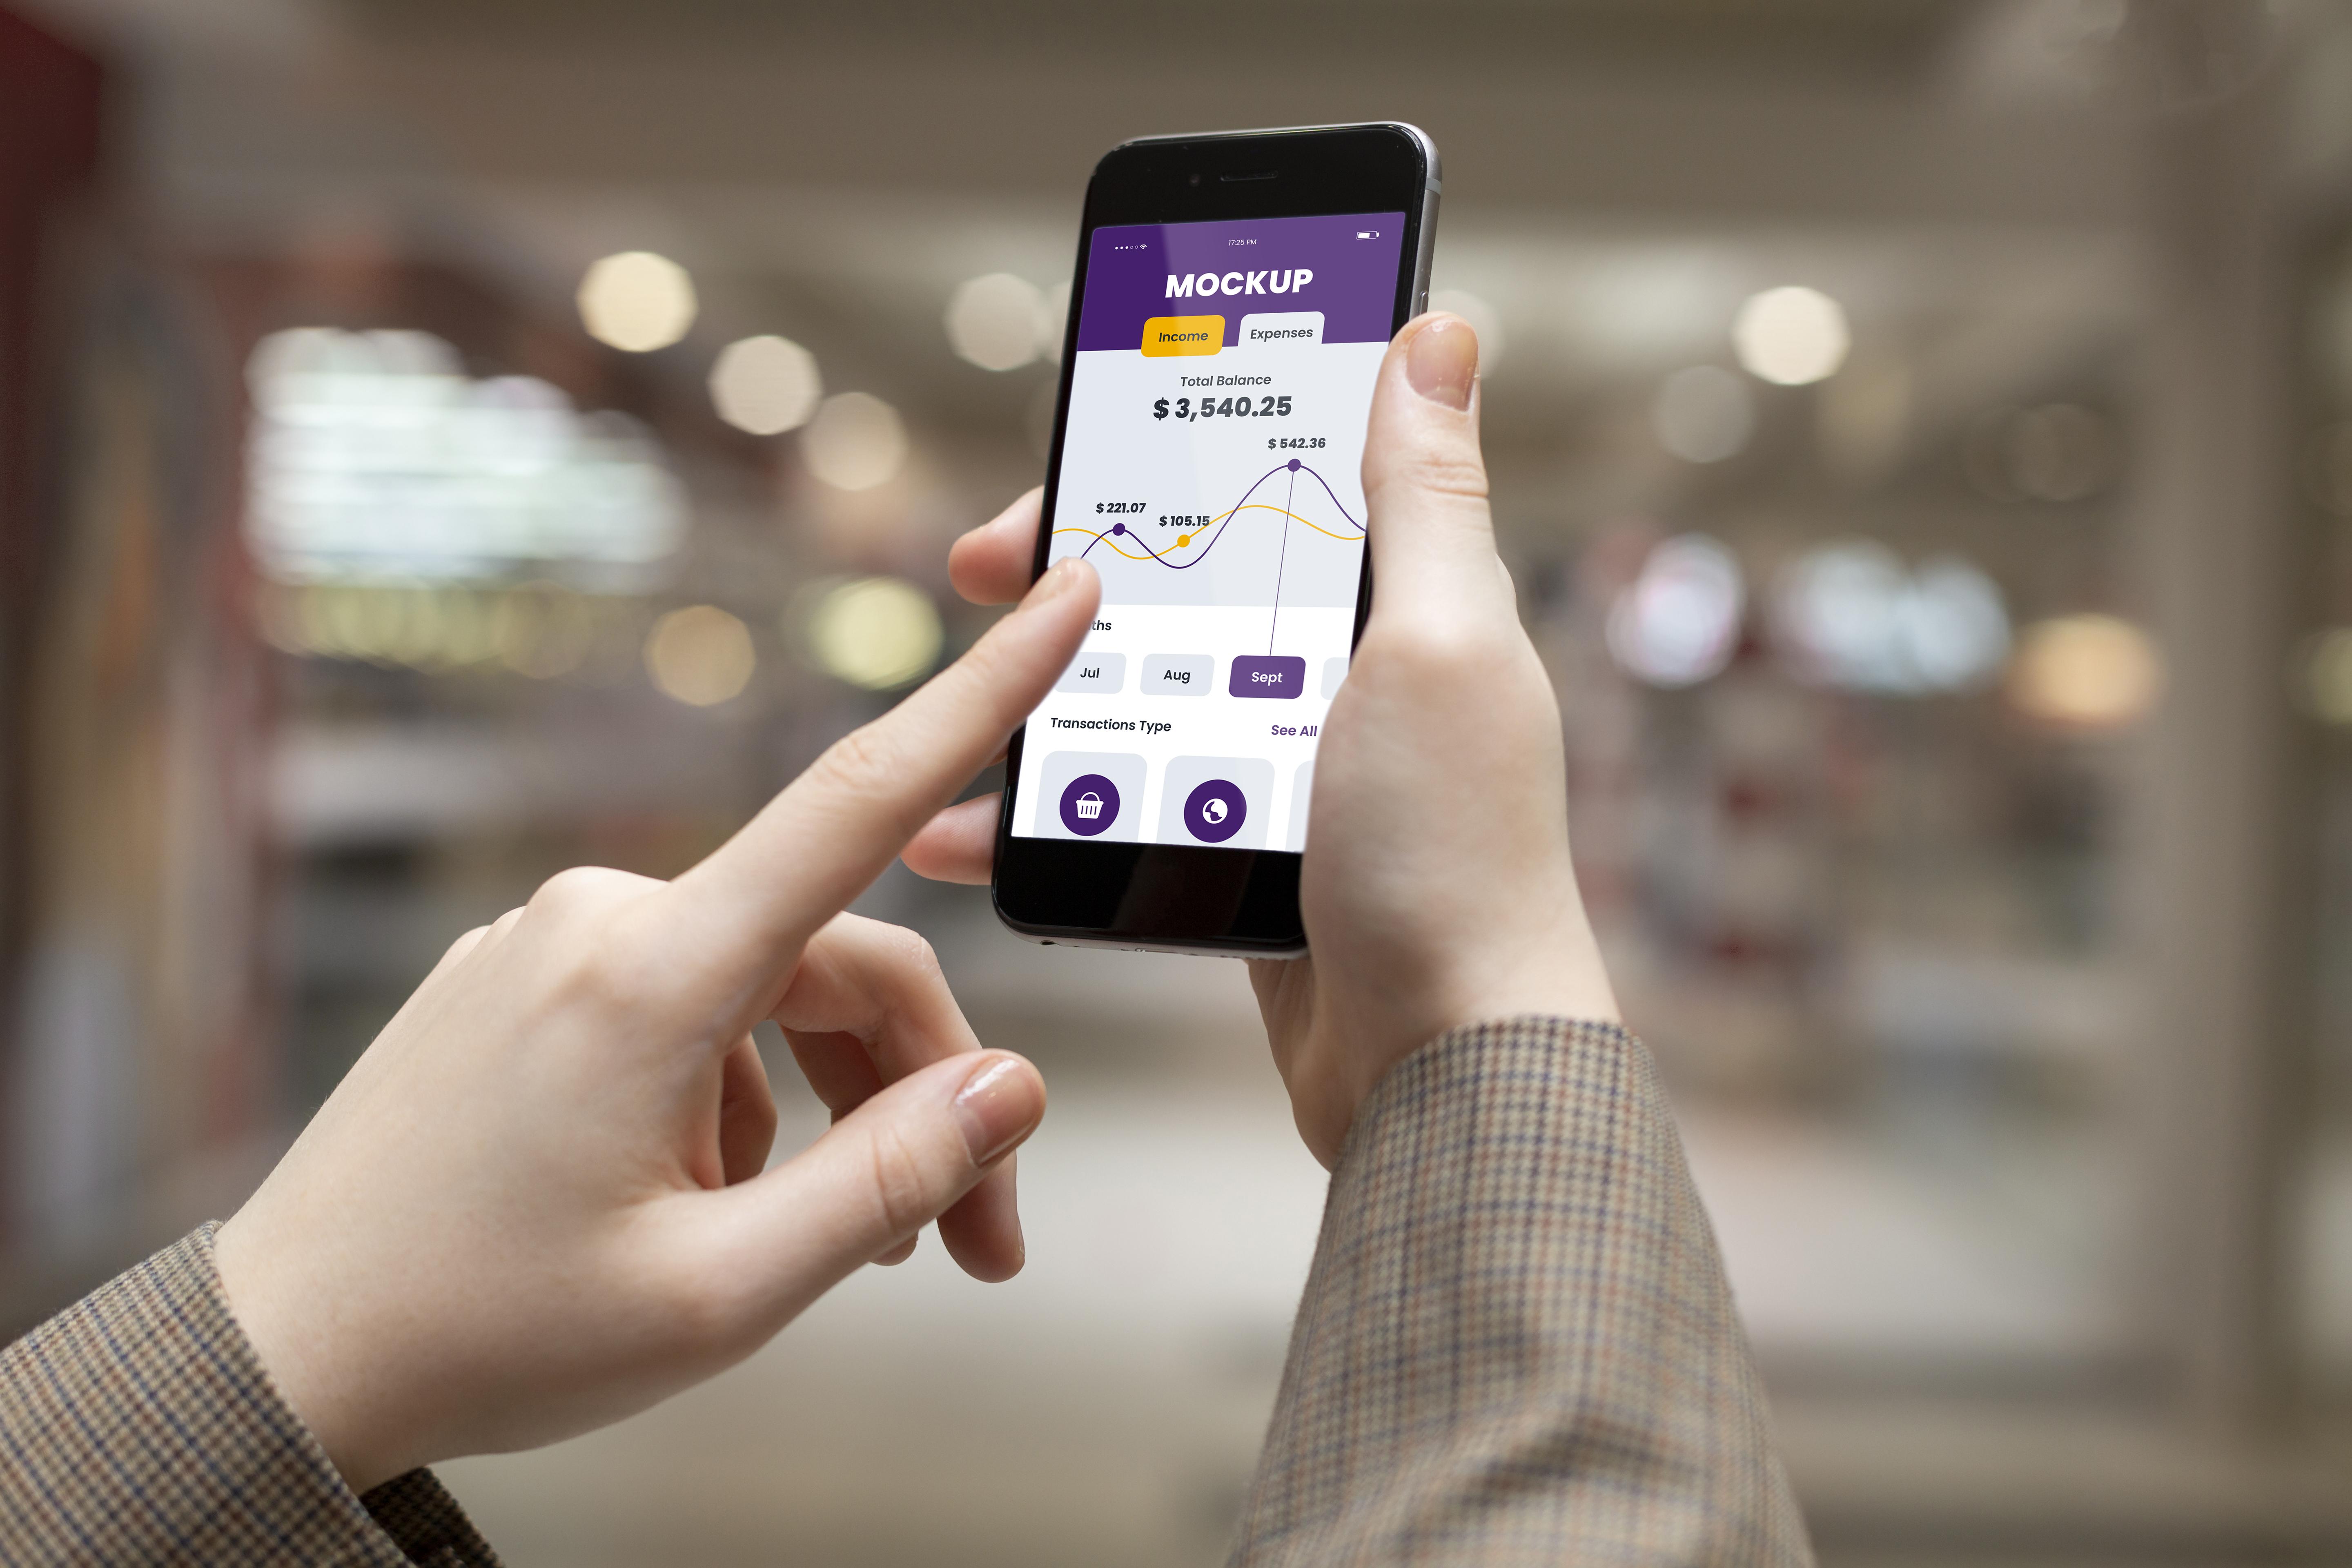 17:25 PM
MOCKUP
Income Expenses
Total Balance
$ 3,540.25
$ 542.36
$ 221.07
$ 105.15
ths
Jul Aug Sept
Transactions Type See All